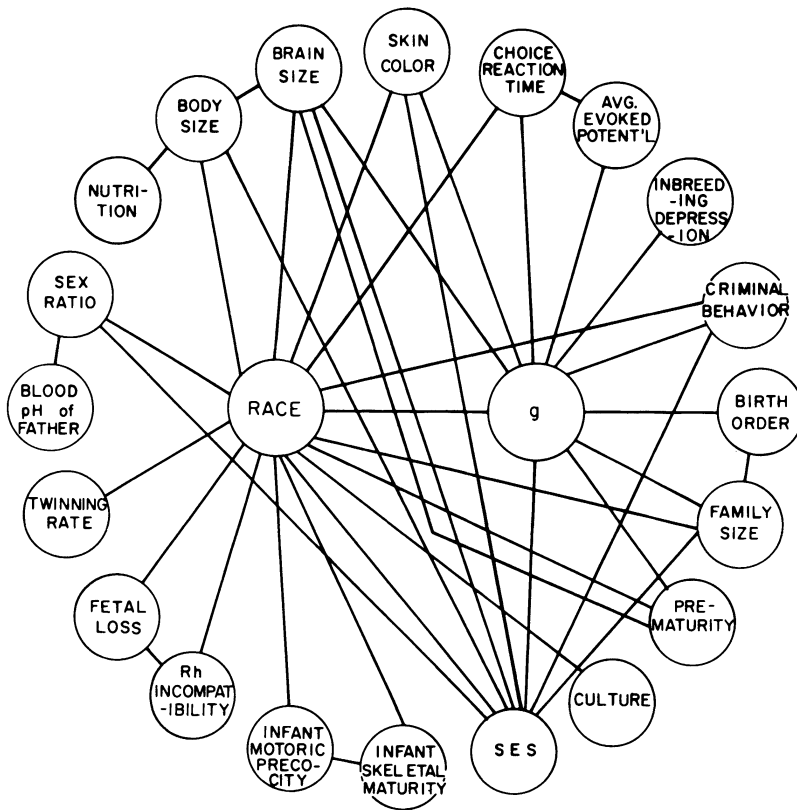 BRAIN
SIZE
SKIN
COLOR
CHOICE
REACTION
TIME
AVG.
EVOKED
POTENT'L
BODY
SIZE
NUTRI-
TION
INBREED
-ING
DEPRESS
-ION
SEX
RATIO
CRIMINAL
BEHAVIOR
BLOOD
pH of
FATHER
RACE
g
BIRTH
ORDER
TWINNING
RATE
FAMILY
SIZE
FETAL
LOSS
PRE-
MATURITY
Rh
INCOMPAT
-IBILITY
CULTURE
INFANT
MOTORIC
PRECO-
CITY
INFANT
SKELETAL
MATURITY
SES